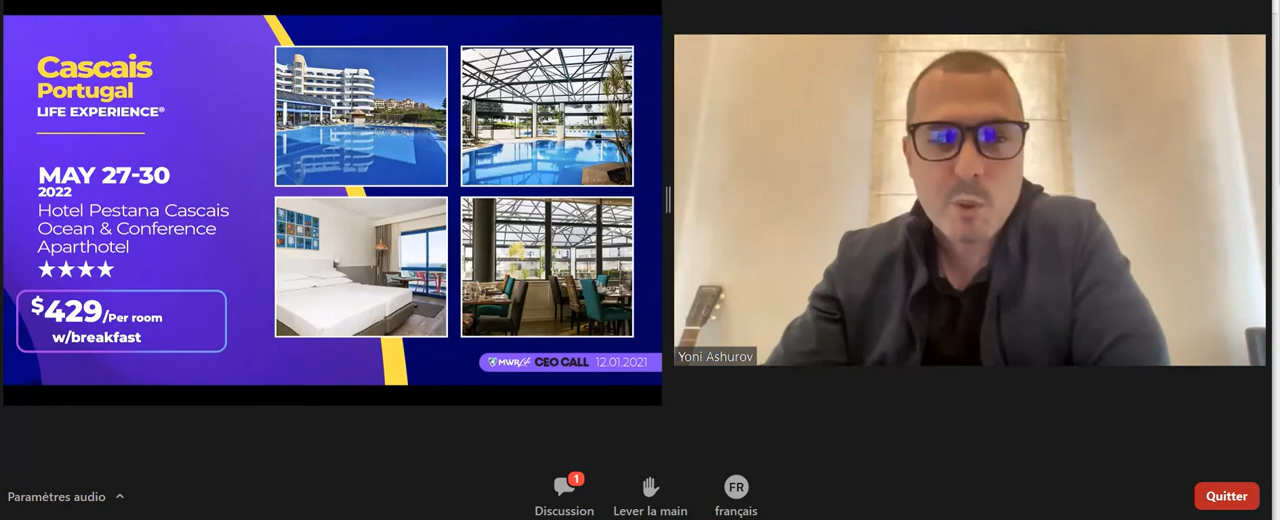 Cascais
Portugal
LIFE EXPERIENCE®
MAY 27-30
2022
Hotel Pestana Cascais
Ocean & Conference
Aparthotel
$429/Per room
w/breakfast
MWR Life CEO CALL 12.01.2021
Yoni Ashurov
Paramètres audio
1
Discussion
Lever la main
FR
français
Quitter